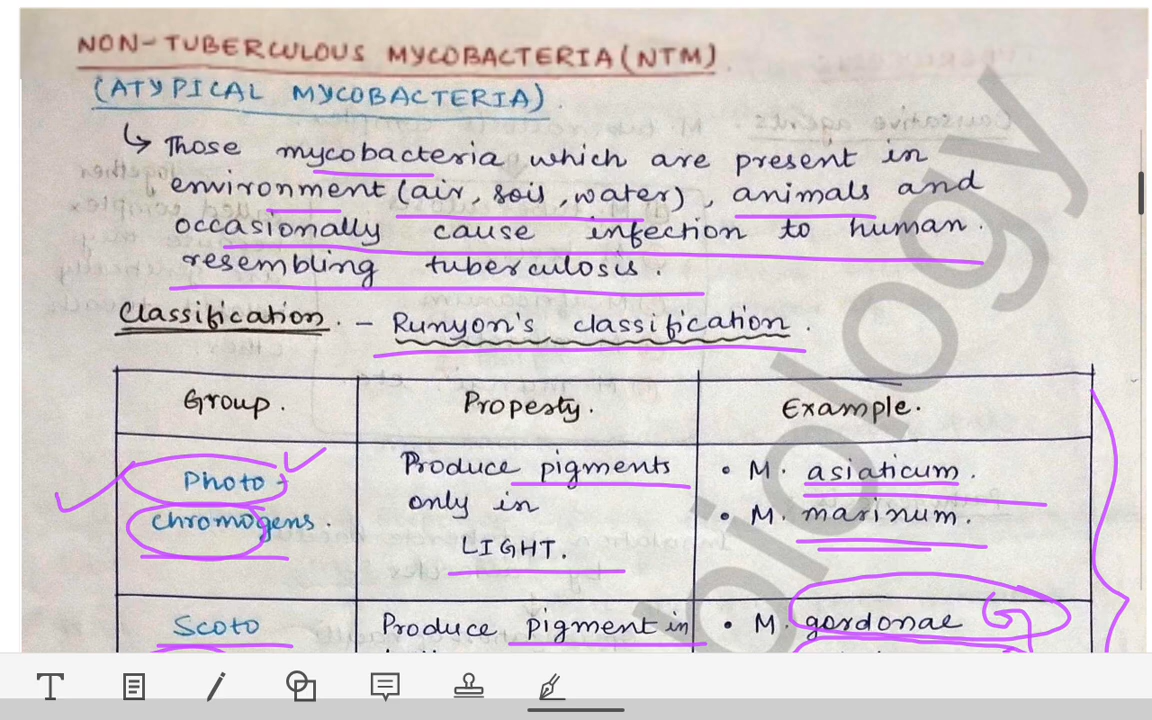 NON-TUBERCULOUS MYCOBACTERIA (NTM)
(ATYPICAL MYCOBACTERIA).
↳ Those mycobacteria which are present in
environment (air, soil, water), animals and
occasionally cause infection to human.
resembling tuberculosis.
Classification. – Runyon's classification.
Group. Property. Example.
Photo- Produce pigments • M. asiaticum.
chromogens. only in • M. marinum.
LIGHT.
Scoto Produce pigment in • M. gordonae
biology
T